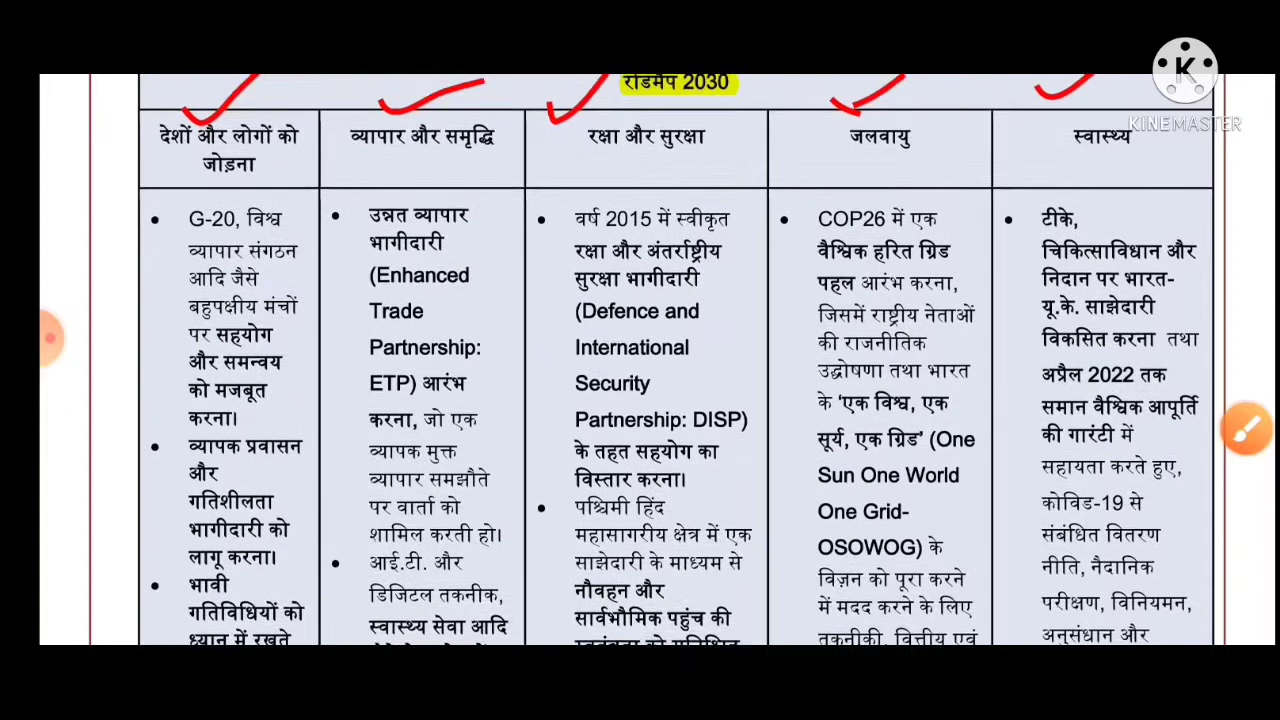 रोडमैप 2030
K
KINEMASTER
देशों और लोगों को
जोड़ना
G-20, विश्व
व्यापार संगठन
आदि जैसे
बहुपक्षीय मंचों
पर सहयोग
और समन्वय
को मजबूत
करना।
व्यापक प्रवासन
और
गतिशीलता
भागीदारी को
लागू करना।
भावी
गतिविधियों को
ध्यान में रखते
व्यापार और समृद्धि
उन्नत व्यापार
भागीदारी
(Enhanced
Trade
Partnership:
ETP) आरंभ
करना, जो एक
व्यापक मुक्त
व्यापार समझौते
पर वार्ता को
शामिल करती हो।
आई.टी. और
डिजिटल तकनीक,
स्वास्थ्य सेवा आदि
रक्षा और सुरक्षा
वर्ष 2015 में स्वीकृत
रक्षा और अंतर्राष्ट्रीय
सुरक्षा भागीदारी
(Defence and
International
Security
Partnership: DISP)
के तहत सहयोग का
विस्तार करना।
पश्चिमी हिंद
महासागरीय क्षेत्र में एक
साझेदारी के माध्यम से
नौवहन और
सार्वभौमिक पहुंच की
जलवायु
COP26 में एक
वैश्विक हरित ग्रिड
पहल आरंभ करना,
जिसमें राष्ट्रीय नेताओं
की राजनीतिक
उद्घोषणा तथा भारत
के 'एक विश्व, एक
सूर्य, एक ग्रिड' (One
Sun One World
One Grid-
OSOWOG) के
विज़न को पूरा करने
में मदद करने के लिए
तकनीकी, वित्तीय एवं
स्वास्थ्य
टीके,
चिकित्साविधान और
निदान पर भारत-
यू.के. साझेदारी
विकसित करना तथा
अप्रैल 2022 तक
समान वैश्विक आपूर्ति
की गारंटी में
सहायता करते हुए,
कोविड-19 से
संबंधित वितरण
नीति, नैदानिक
परीक्षण, विनियमन,
अनुसंधान और